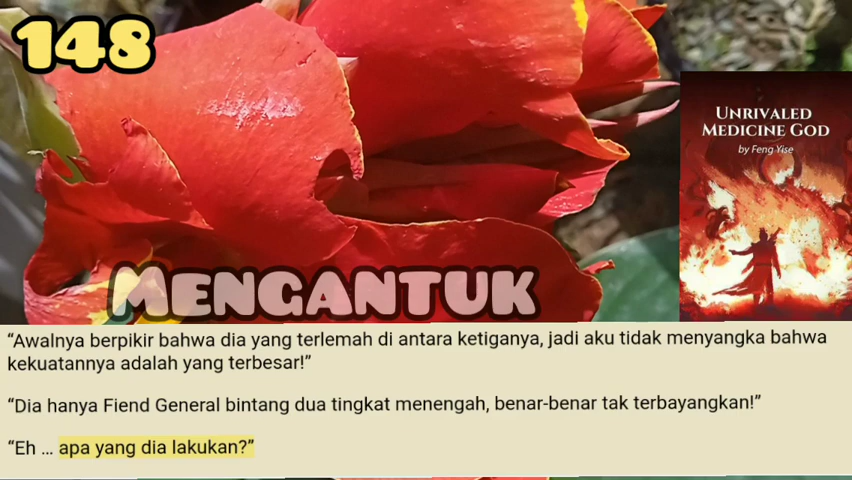 148
UNRIVALED
MEDICINE GOD
by Feng Yise
MENGANTUK
“Awalnya berpikir bahwa dia yang terlemah di antara ketiganya, jadi aku tidak menyangka bahwa
kekuatannya adalah yang terbesar!”
“Dia hanya Fiend General bintang dua tingkat menengah, benar-benar tak terbayangkan!”
“Eh ... apa yang dia lakukan?”